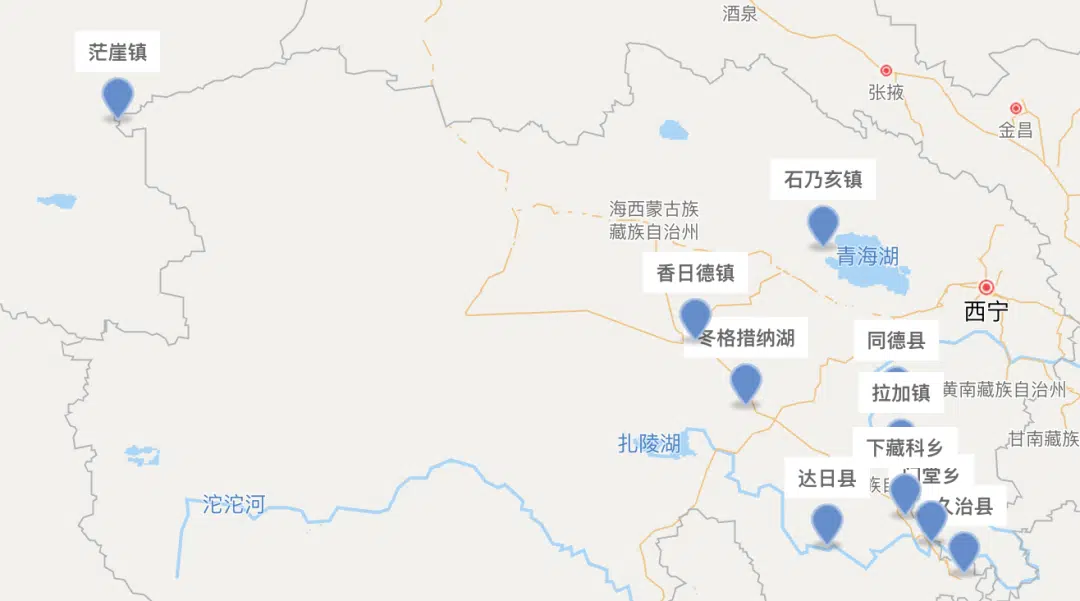 酒泉
茫崖镇
张掖
金昌
石乃亥镇
海西蒙古族
藏族自治州
青海湖
香日德镇
西宁
冬格措纳湖
同德县
黄南藏族自治州
拉加镇
扎陵湖
甘南藏族
下藏科乡
达日县
族自
堂乡
沱沱河
久治县